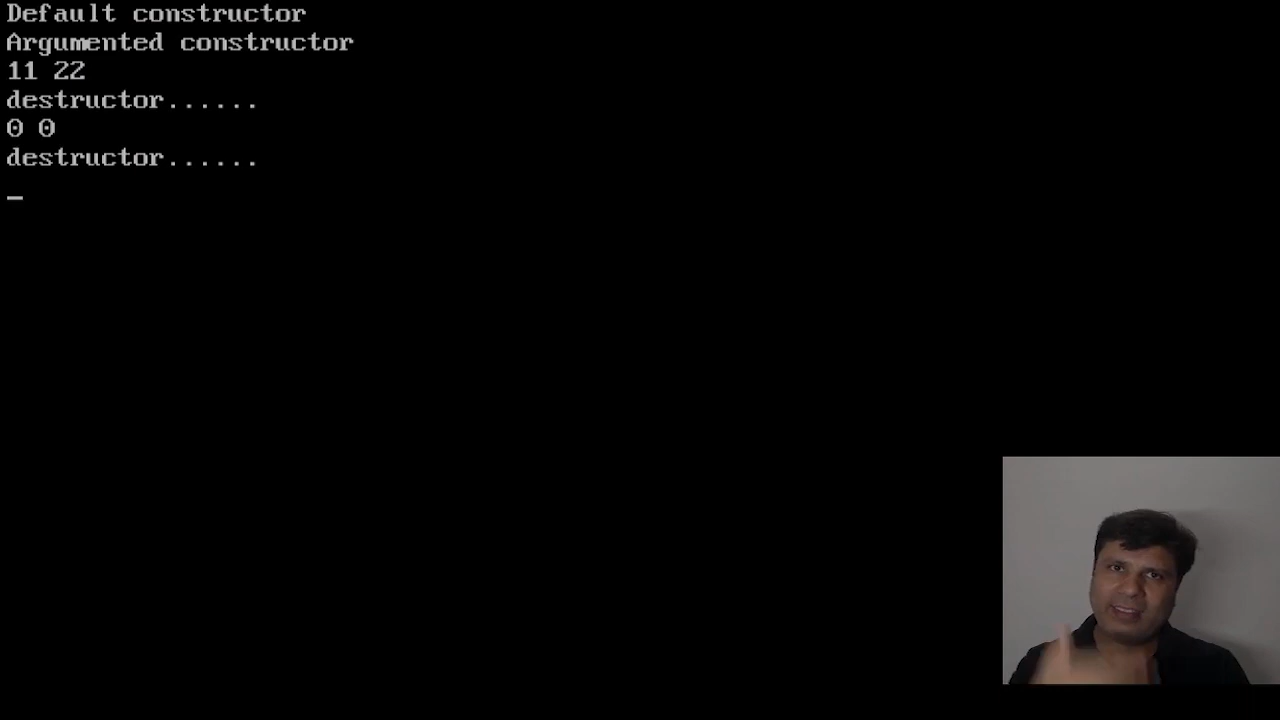 Default constructor
Argumented constructor
11 22
destructor......
0 0
destructor......
_